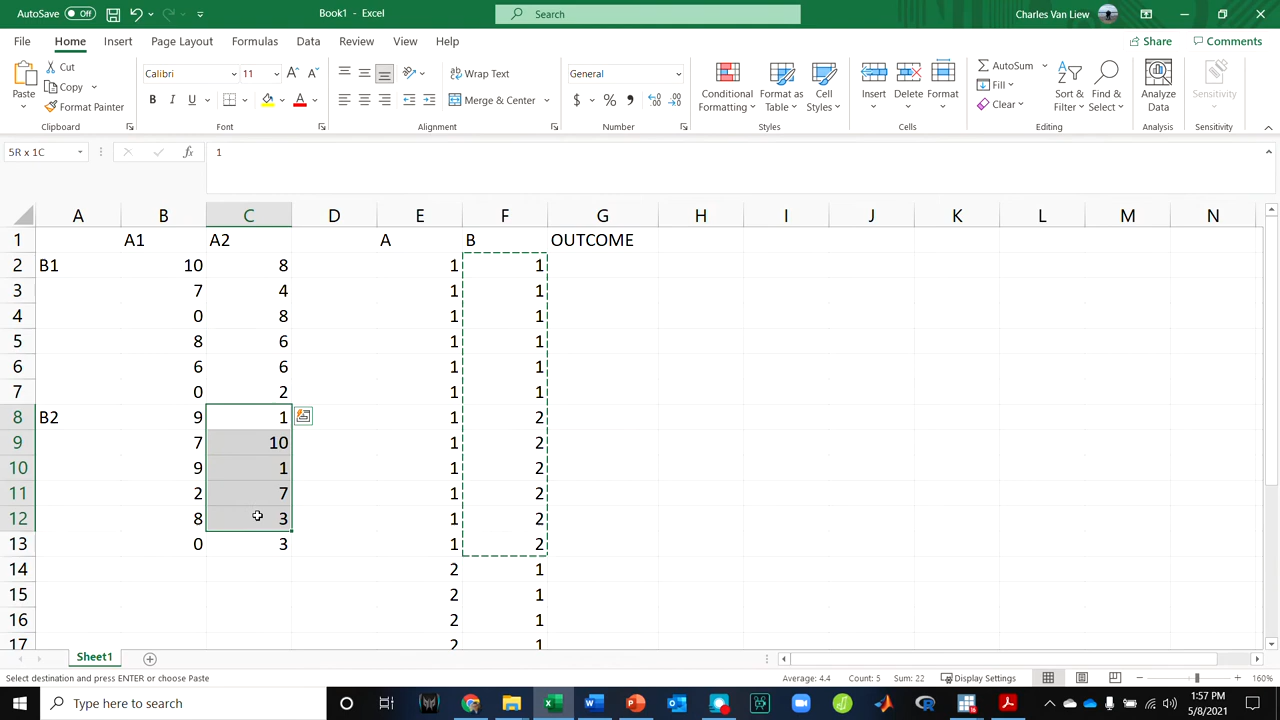 AutoSave Off Book1 - Excel Search Charles Van Liew
File Home Insert Page Layout Formulas Data Review View Help Share Comments
Paste Cut Copy Format Painter Calibri 11 Wrap Text Merge & Center General Conditional Formatting Format as Table Cell Styles Insert Delete Format AutoSum Fill Clear Sort & Filter Find & Select Analyze Data Sensitivity
Clipboard Font Alignment Number Styles Cells Editing Analysis Sensitivity
5R x 1C fx 1
A B C D E F G H I J K L M N
1 A1 A2 A B OUTCOME
2 B1 10 8 1 1
3 7 4 1 1
4 0 8 1 1
5 8 6 1 1
6 6 6 1 1
7 0 2 1 1
8 B2 9 1 1 2
9 7 10 1 2
10 9 1 1 2
11 2 7 1 2
12 8 3 1 2
13 0 3 1 2
14 2 1
15 2 1
16 2 1
17 2 1
Sheet1
Select destination and press ENTER or choose Paste Average: 4.4 Count: 5 Sum: 22 Display Settings 160%
Type here to search 1:57 PM
5/8/2021